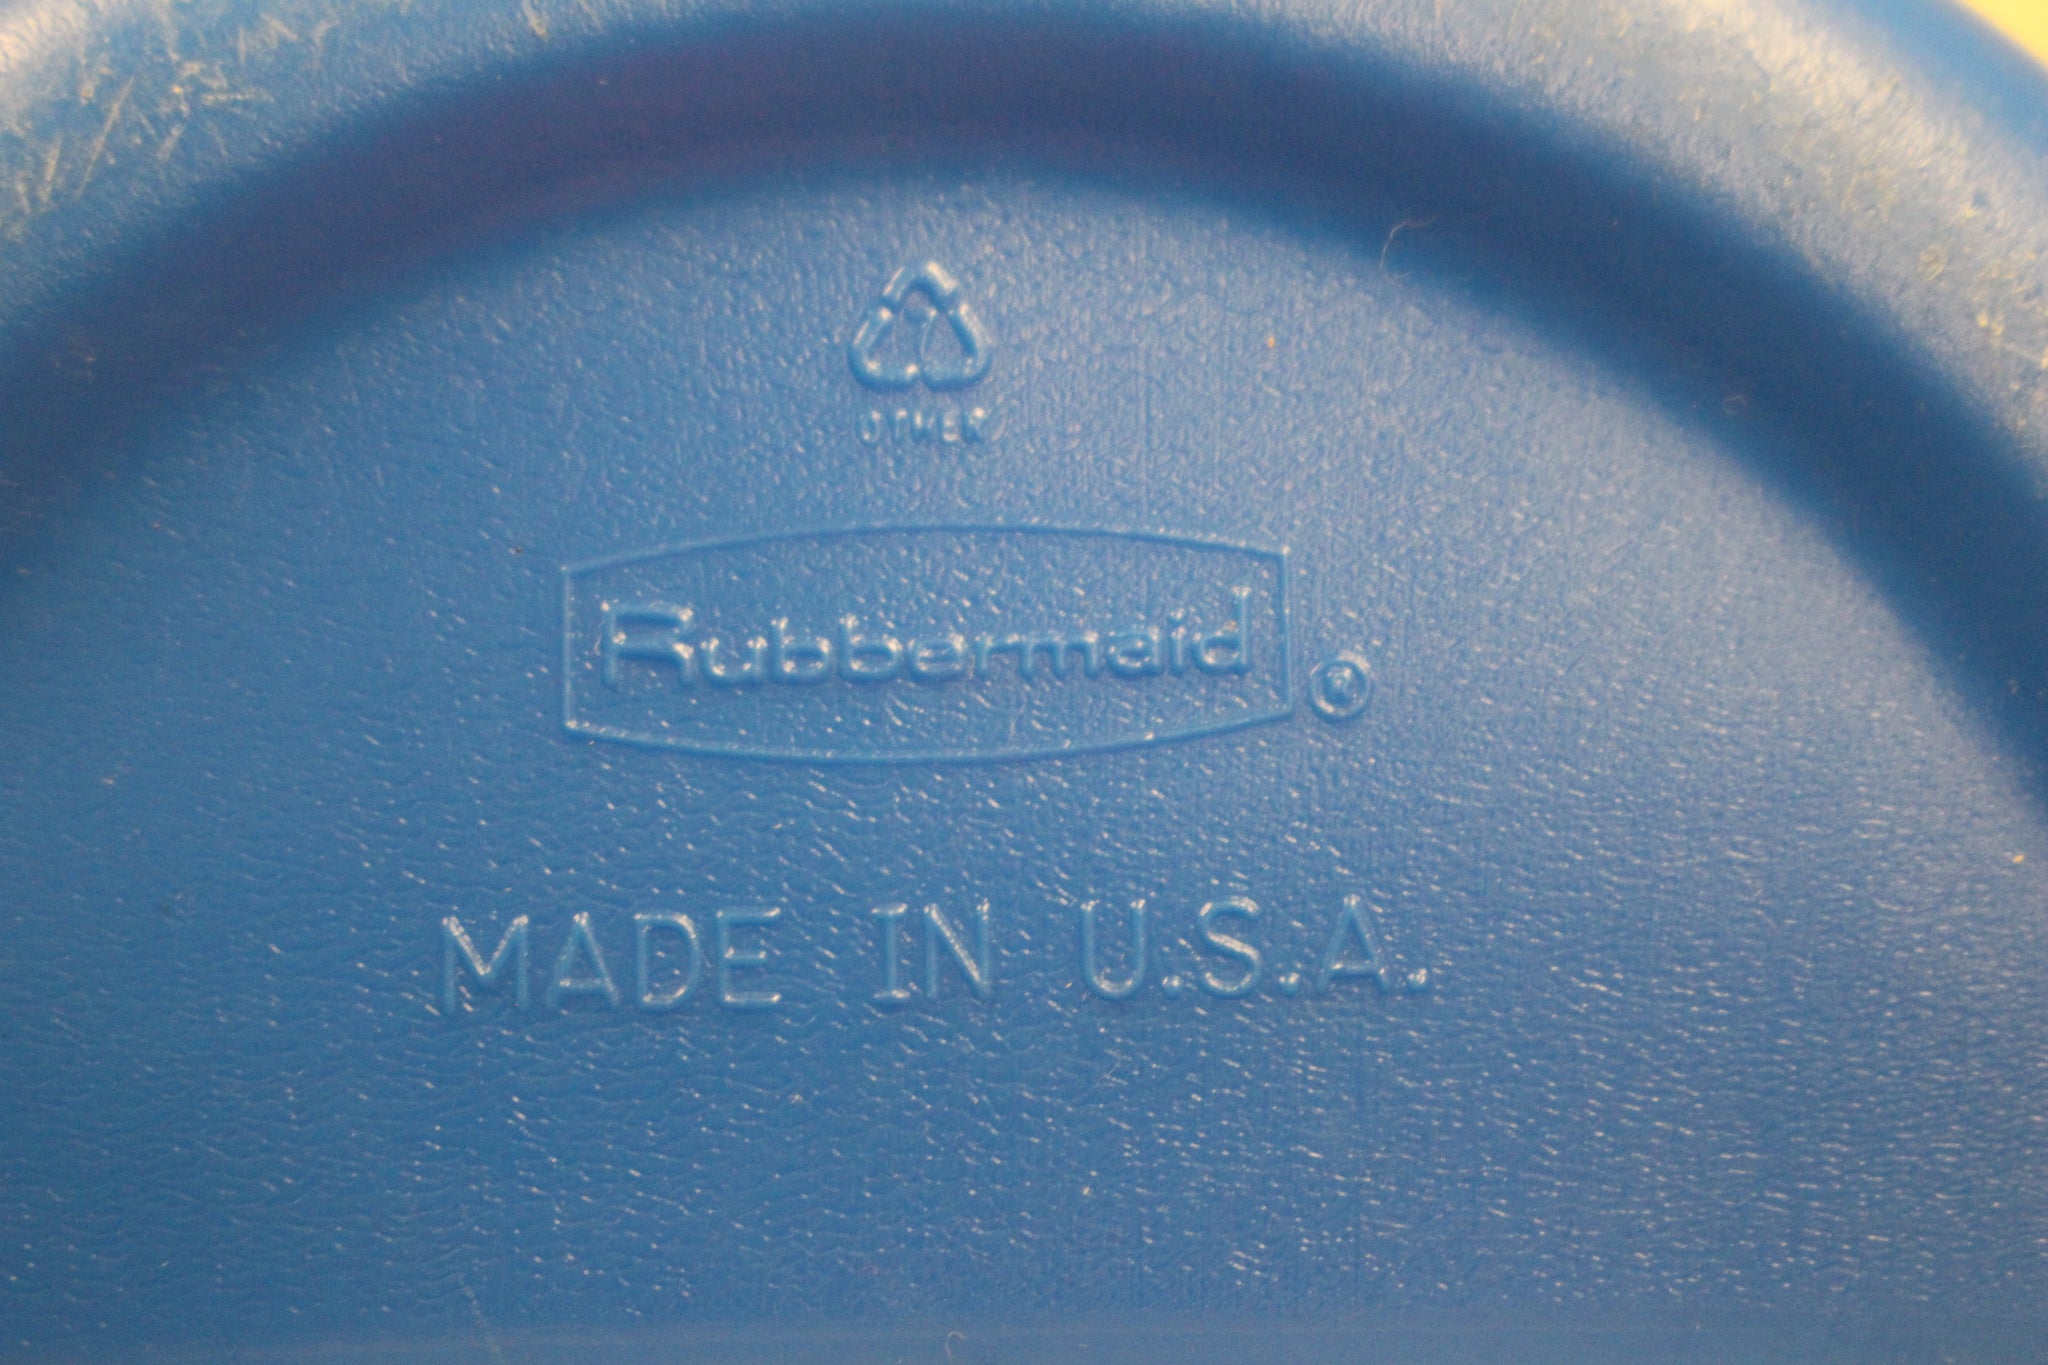 OTHER
Rubbermaid ®
MADE IN U.S.A.